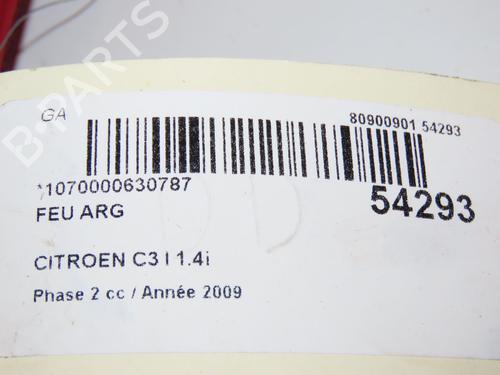 GA
80900901 54293
*1070000630787
54293
FEU ARG
CITROEN C3 I 1.4i
Phase 2 cc / Année 2009
B-PARTS